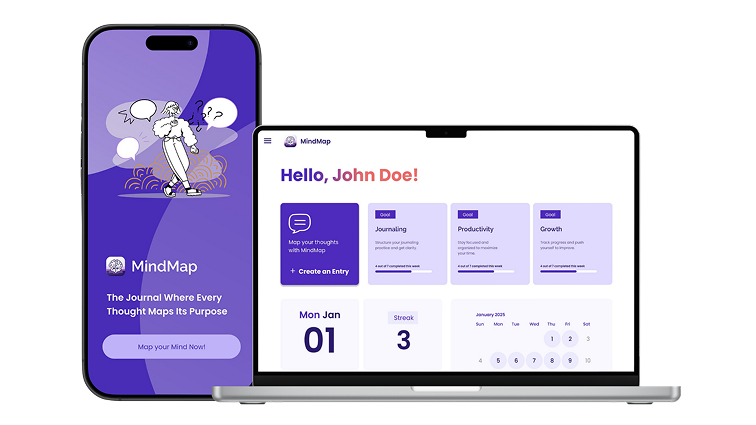 MindMap
The Journal Where Every
Thought Maps Its Purpose
Map your Mind Now!
MindMap
Hello, John Doe!
Map your thoughts
with MindMap
+ Create an Entry
Goal
Journaling
Structure your journaling
practice and get clarity
4 out of 7 completed this week
Goal
Productivity
Stay focused and
organized to maximize
your time.
4 out of 7 completed this week
Goal
Growth
Track progress and push
yourself to improve.
4 out of 7 completed this week
Mon Jan
01
Streak
3
January 2025
Sun Mon Tue Wed Thu Fri Sat
1 2 3
4 5 6 7 8 9 10